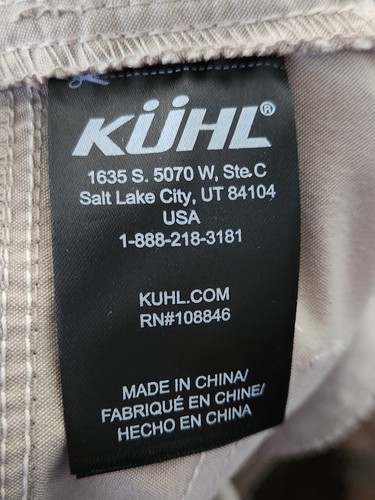 KÜHL®
1635 S. 5070 W, Ste.C
Salt Lake City, UT 84104
USA
1-888-218-3181
KUHL.COM
RN#108846
MADE IN CHINA/
FABRIQUÉ EN CHINE/
HECHO EN CHINA